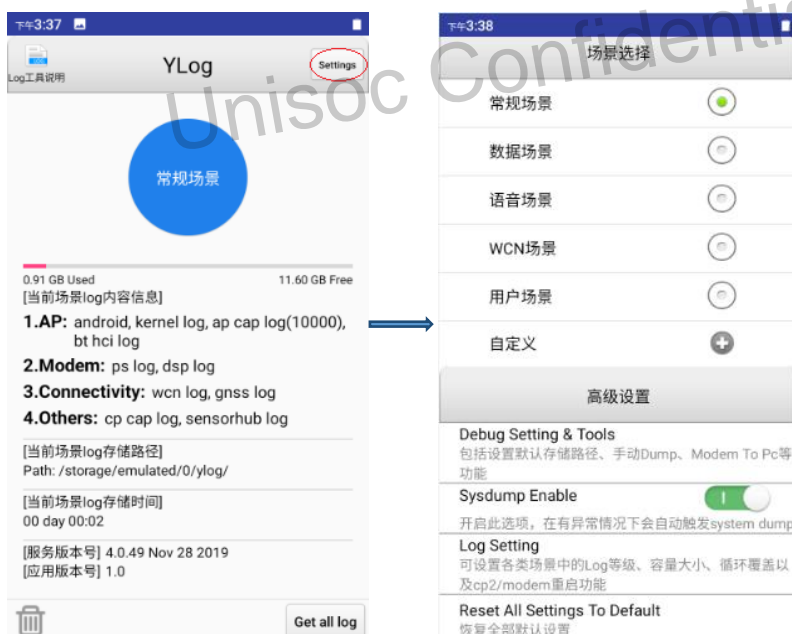 下午3:37
Log工具说明
YLog
Settings
常规场景
0.91 GB Used
11.60 GB Free
[当前场景log内容信息]
1.AP: android, kernel log, ap cap log(10000),
bt hci log
2.Modem: ps log, dsp log
3.Connectivity: wcn log, gnss log
4.Others: cp cap log, sensorhub log
[当前场景log存储路径]
Path: /storage/emulated/0/ylog/
[当前场景log存储时间]
00 day 00:02
[服务版本号] 4.0.49 Nov 28 2019
[应用版本号] 1.0
Get all log
下午3:38
场景选择
常规场景
数据场景
语音场景
WCN场景
用户场景
自定义
高级设置
Debug Setting & Tools
包括设置默认存储路径、手动Dump、Modem To Pc等
功能
Sysdump Enable
开启此选项，在有异常情况下会自动触发system dump
Log Setting
可设置各类场景中的Log等级、容量大小、循环覆盖以
及cp2/modem重启功能
Reset All Settings To Default
恢复全部默认设置
Unisoc Confidenti